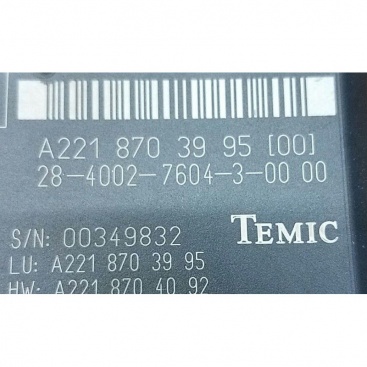 A221 870 39 95 [00]
28-4002-7604-3-00 00
S/N: 00349832
TEMIC
LU: A221 870 39 95
HW: A221 870 40 92